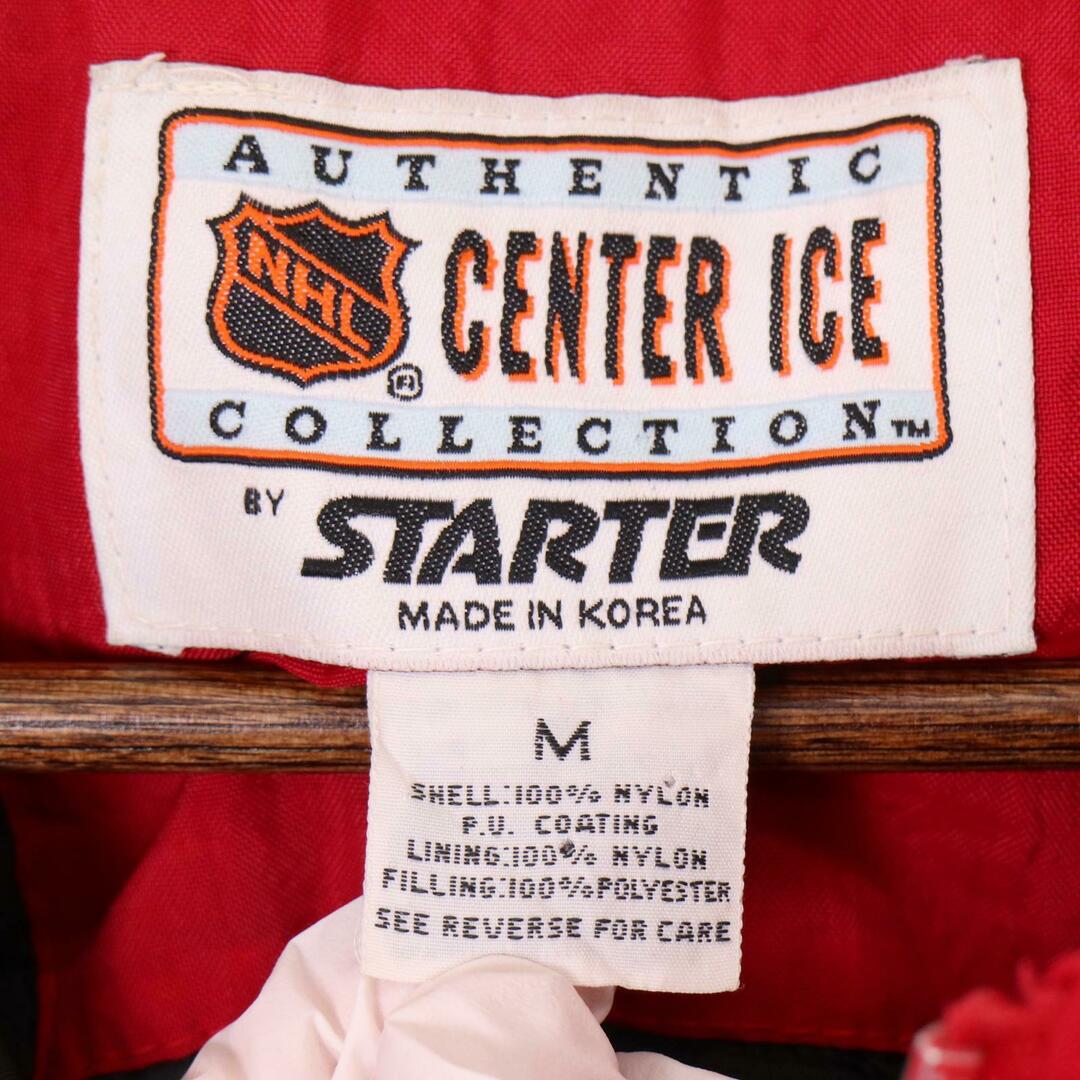 AUTHENTIC
NHL ®
CENTER ICE
COLLECTION™
BY STARTER
MADE IN KOREA
M
SHELL:100% NYLON
P.U. COATING
LINING:100% NYLON
FILLING:100%POLYESTER
SEE REVERSE FOR CARE